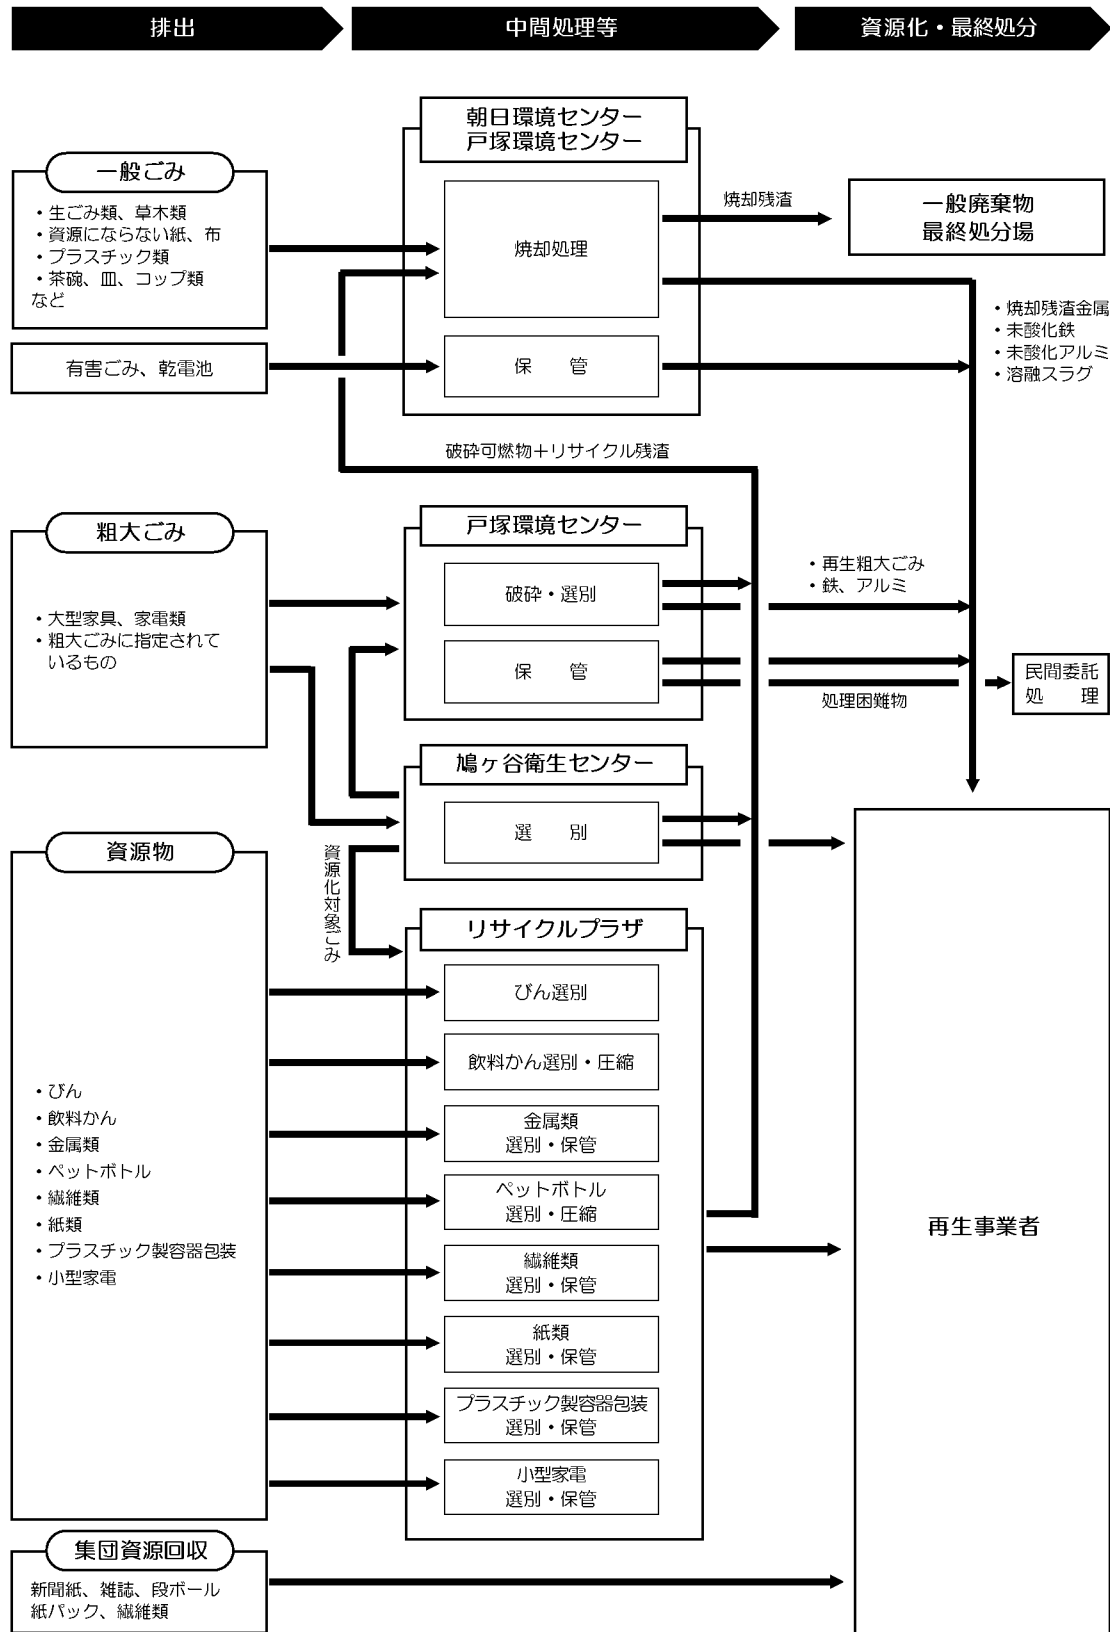 排出
中間処理等
資源化・最終処分
朝日環境センター
戸塚環境センター
一般ごみ
・生ごみ類、草木類
・資源にならない紙、布
・プラスチック類
・茶碗、皿、コップ類
など
焼却処理
焼却残渣
一般廃棄物
最終処分場
有害ごみ、乾電池
保　管
・焼却残渣金属
・未酸化鉄
・未酸化アルミ
・溶融スラグ
破砕可燃物＋リサイクル残渣
粗大ごみ
・大型家具、家電類
・粗大ごみに指定されて
いるもの
戸塚環境センター
破砕・選別
保　管
・再生粗大ごみ
・鉄、アルミ
処理困難物
民間委託
処　理
鳩ヶ谷衛生センター
選　別
資源化対象ごみ
資源物
・びん
・飲料かん
・金属類
・ペットボトル
・繊維類
・紙類
・プラスチック製容器包装
・小型家電
リサイクルプラザ
びん選別
飲料かん選別・圧縮
金属類
選別・保管
ペットボトル
選別・圧縮
繊維類
選別・保管
紙類
選別・保管
プラスチック製容器包装
選別・保管
小型家電
選別・保管
再生事業者
集団資源回収
新聞紙、雑誌、段ボール
紙パック、繊維類